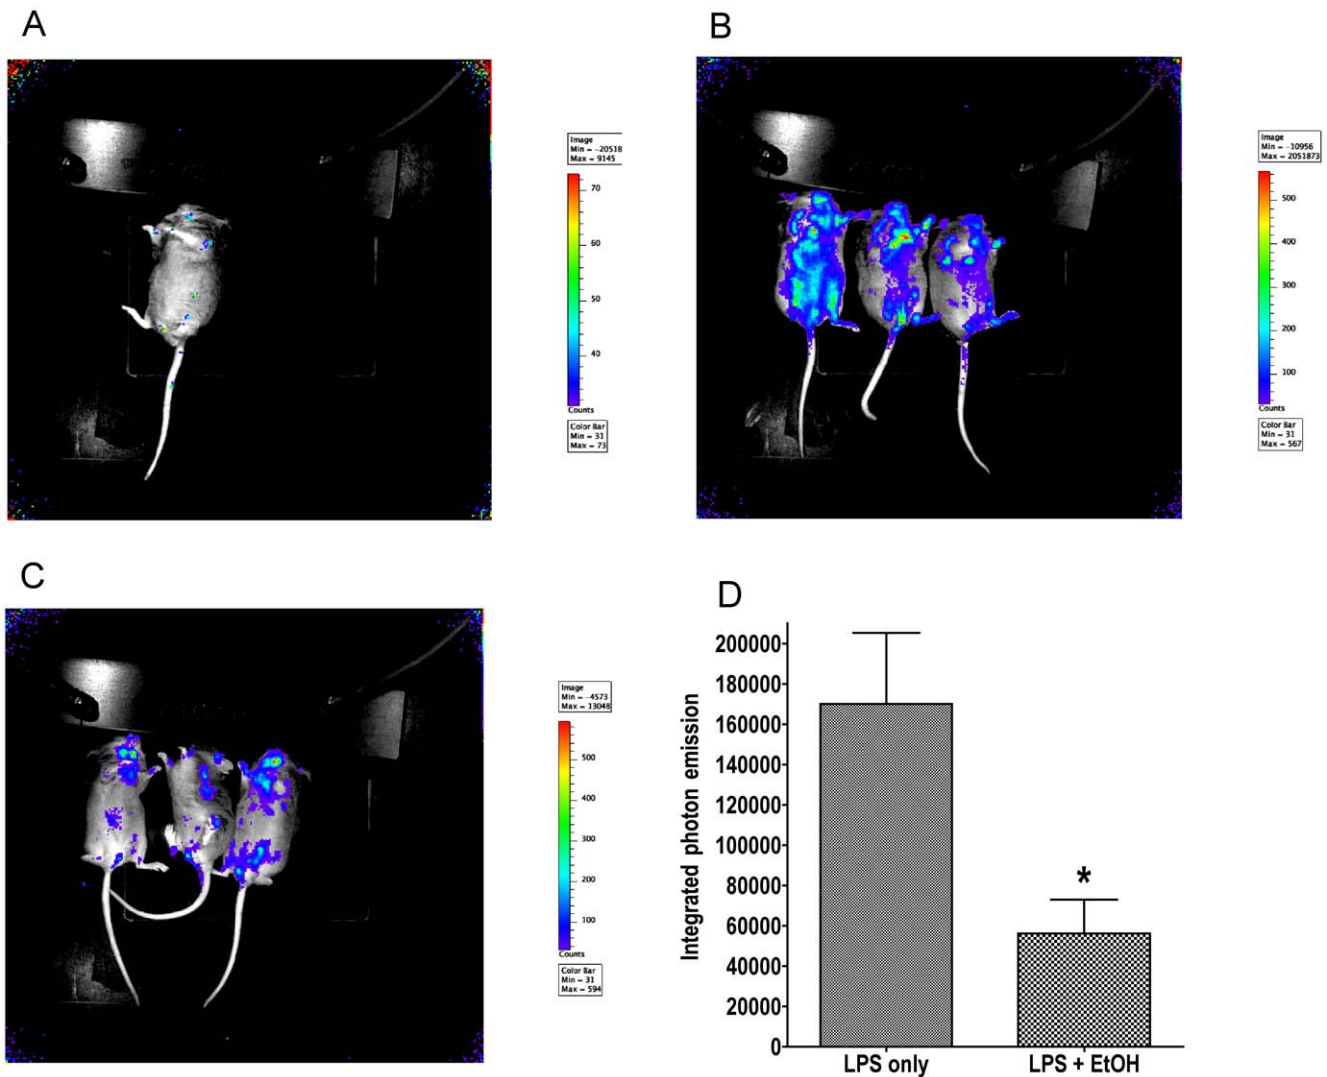 A
Image
Min = -20518
Max = 9145
70
60
50
40
Counts
Color Bar
Min = 31
Max = 73
B
Image
Min = -10956
Max = 2051873
500
400
300
200
100
Counts
Color Bar
Min = 31
Max = 567
C
Image
Min = -4573
Max = 13048
500
400
300
200
100
Counts
Color Bar
Min = 31
Max = 594
D
Integrated photon emission
200000
180000
160000
140000
120000
100000
80000
60000
40000
20000
0
*
LPS only
LPS + EtOH